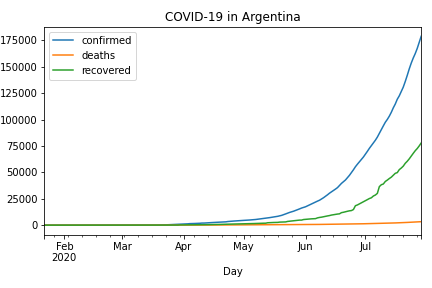 COVID-19 in Argentina
confirmed
deaths
recovered
175000
150000
125000
100000
75000
50000
25000
0
Feb Mar Apr May Jun Jul
2020
Day